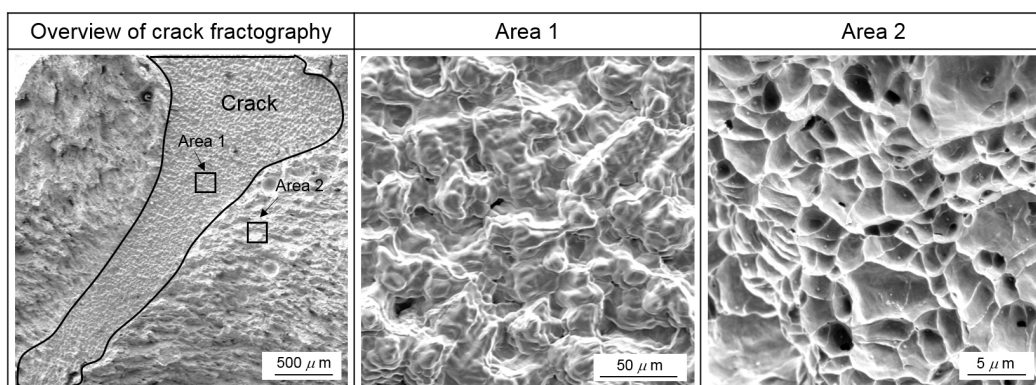 Overview of crack fractography
Area 1
Area 2
Crack
Area 1
Area 2
500 μm
50 μm
5 μm